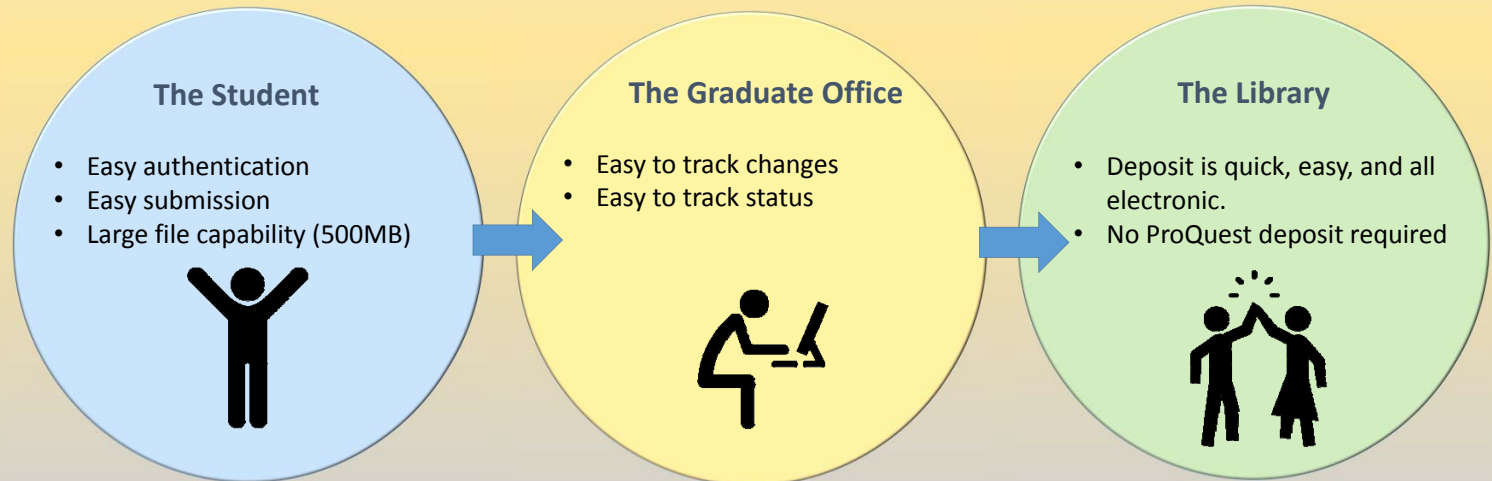 The Student
• Easy authentication
• Easy submission
• Large file capability (500MB)
The Graduate Office
• Easy to track changes
• Easy to track status
The Library
• Deposit is quick, easy, and all
electronic.
• No ProQuest deposit required